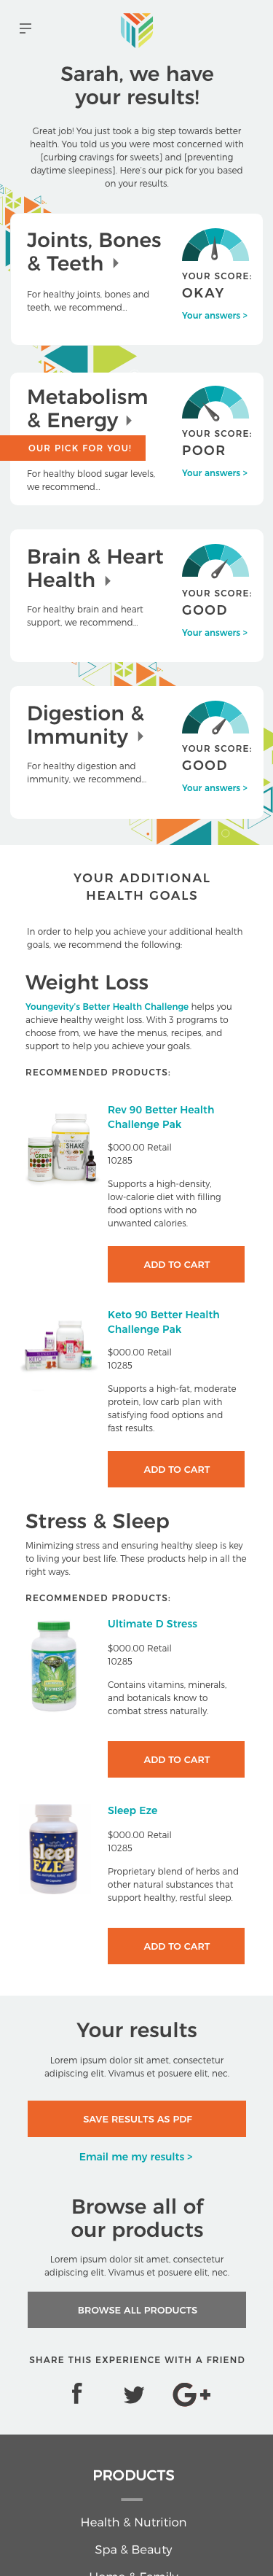 Sarah, we have
your results!
Great job! You just took a big step towards better
health. You told us you were most concerned with
[curbing cravings for sweets] and [preventing
daytime sleepiness]. Here's our pick for you based
on your results.
Joints, Bones
& Teeth
For healthy joints, bones and
teeth, we recommend...
YOUR SCORE:
OKAY
Your answers >
Metabolism
& Energy
OUR PICK FOR YOU!
For healthy blood sugar levels,
we recommend...
YOUR SCORE:
POOR
Your answers >
Brain & Heart
Health
For healthy brain and heart
support, we recommend...
YOUR SCORE:
GOOD
Your answers >
Digestion &
Immunity
For healthy digestion and
immunity, we recommend...
YOUR SCORE:
GOOD
Your answers >
YOUR ADDITIONAL
HEALTH GOALS
In order to help you achieve your additional health
goals, we recommend the following:
Weight Loss
Youngevity's Better Health Challenge helps you
achieve healthy weight loss. With 3 programs to
choose from, we have the menus, recipes, and
support to help you achieve your goals.
RECOMMENDED PRODUCTS:
SHAKE
Rev 90 Better Health
Challenge Pak
$000.00 Retail
10285
Supports a high-density,
low-calorie diet with filling
food options with no
unwanted calories.
ADD TO CART
KETO
Keto 90 Better Health
Challenge Pak
$000.00 Retail
10285
Supports a high-fat, moderate
protein, low carb plan with
satisfying food options and
fast results.
ADD TO CART
Stress & Sleep
Minimizing stress and ensuring healthy sleep is key
to living your best life. These products help in all the
right ways.
RECOMMENDED PRODUCTS:
Ultimate D Stress
$000.00 Retail
10285
Contains vitamins, minerals,
and botanicals know to
combat stress naturally.
ADD TO CART
sleep
EZE
Sleep Eze
$000.00 Retail
10285
Proprietary blend of herbs and
other natural substances that
support healthy, restful sleep.
ADD TO CART
Your results
Lorem ipsum dolor sit amet, consectetur
adipiscing elit. Vivamus et posuere elit, nec.
SAVE RESULTS AS PDF
Email me my results >
Browse all of
our products
Lorem ipsum dolor sit amet, consectetur
adipiscing elit. Vivamus et posuere elit, nec.
BROWSE ALL PRODUCTS
SHARE THIS EXPERIENCE WITH A FRIEND
f
G+
PRODUCTS
Health & Nutrition
Spa & Beauty
Home & Family